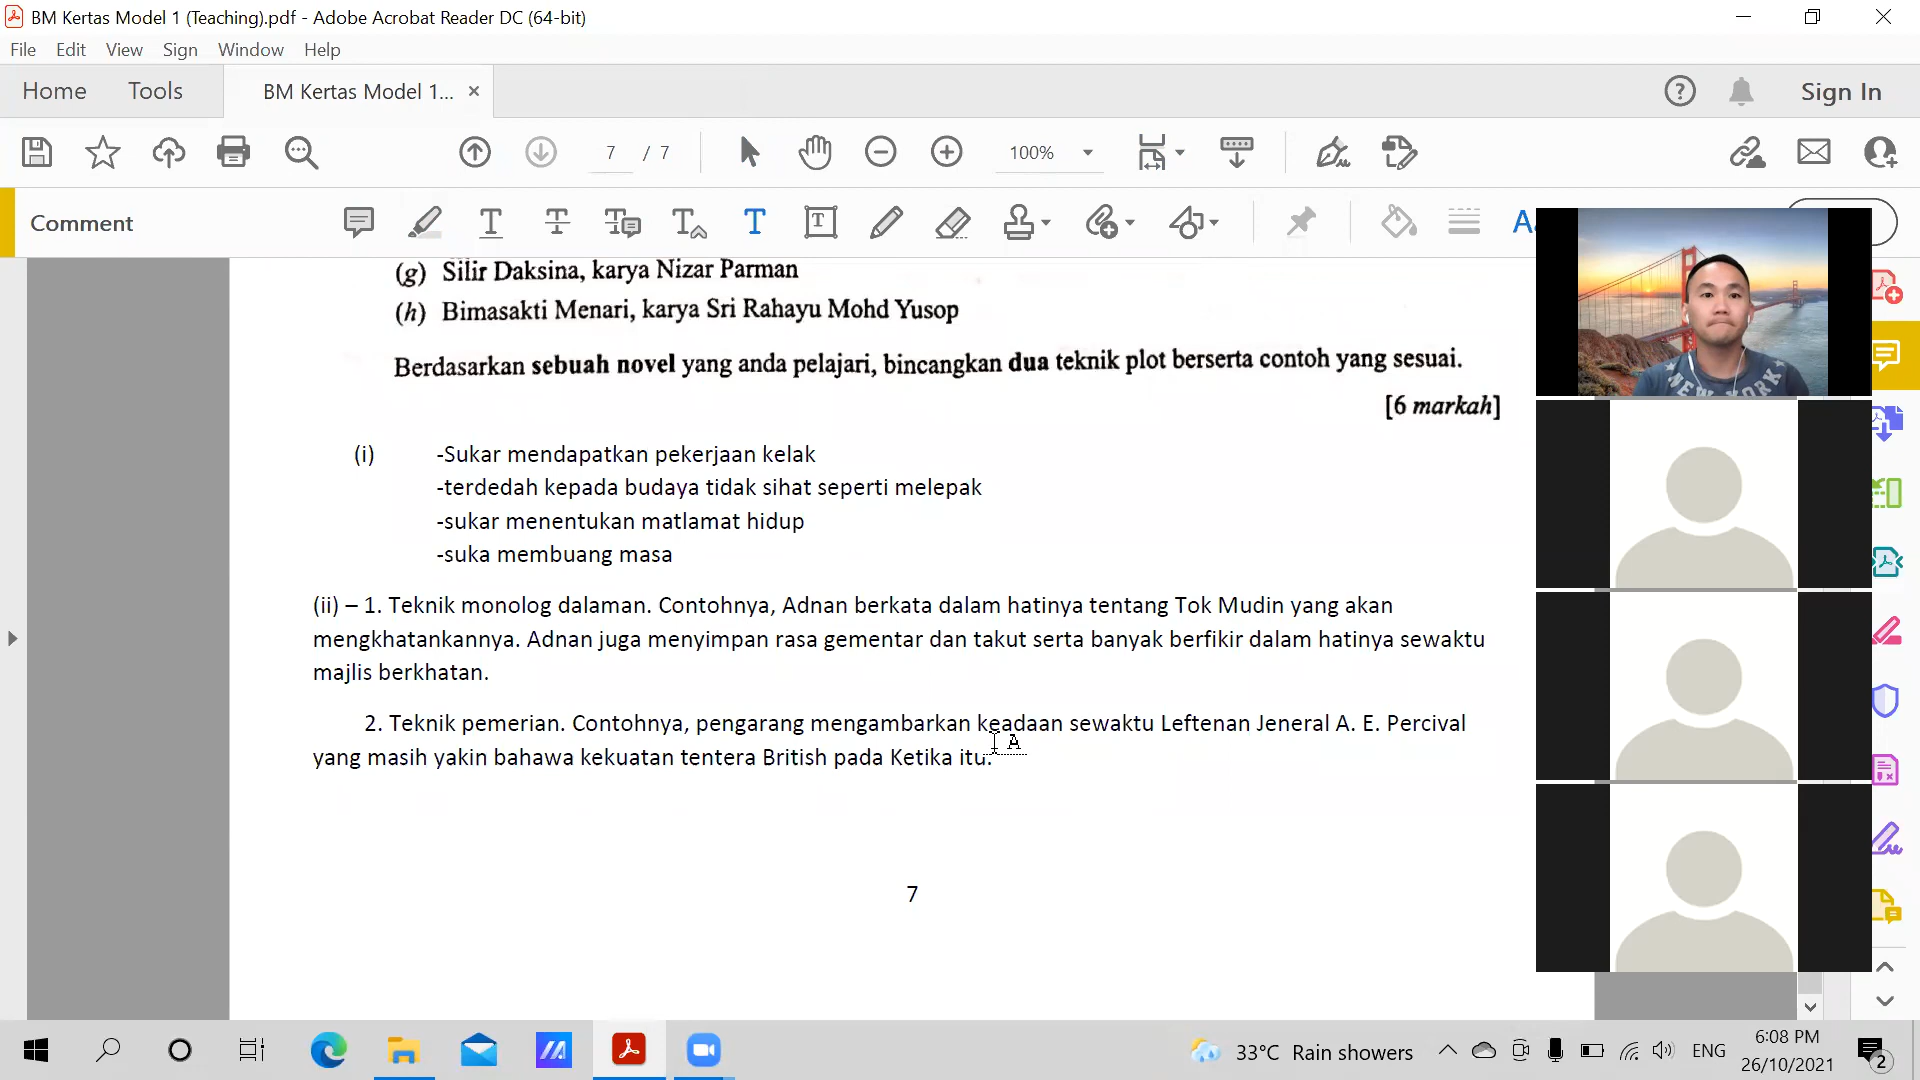 BM Kertas Model 1 (Teaching).pdf - Adobe Acrobat Reader DC (64-bit)
File Edit View Sign Window Help
Home Tools BM Kertas Model 1... × Sign In
7 / 7 100%
Comment
(g) Silir Daksina, karya Nizar Parman
(h) Bimasakti Menari, karya Sri Rahayu Mohd Yusop
Berdasarkan sebuah novel yang anda pelajari, bincangkan dua teknik plot berserta contoh yang sesuai.
[6 markah]
(i) -Sukar mendapatkan pekerjaan kelak
-terdedah kepada budaya tidak sihat seperti melepak
-sukar menentukan matlamat hidup
-suka membuang masa
(ii) – 1. Teknik monolog dalaman. Contohnya, Adnan berkata dalam hatinya tentang Tok Mudin yang akan
mengkhatankannya. Adnan juga menyimpan rasa gementar dan takut serta banyak berfikir dalam hatinya sewaktu
majlis berkhatan.
2. Teknik pemerian. Contohnya, pengarang mengambarkan keadaan sewaktu Leftenan Jeneral A. E. Percival
yang masih yakin bahawa kekuatan tentera British pada Ketika itu.
7
NEW YORK
33°C Rain showers ENG
6:08 PM
26/10/2021
2